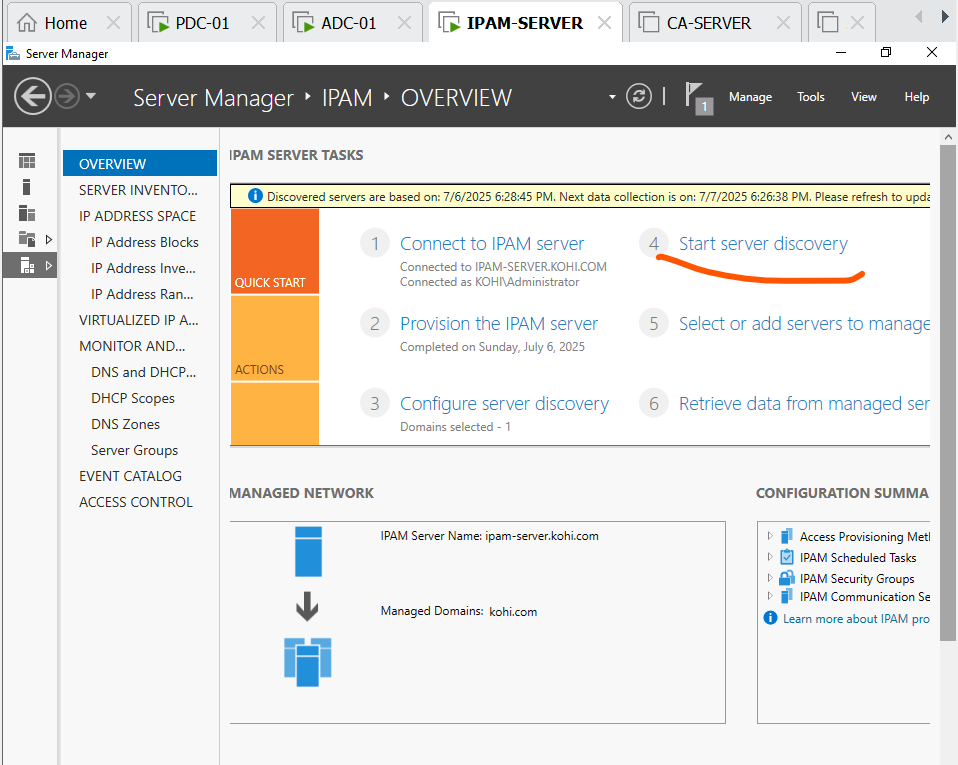 Home
PDC-01
ADC-01
IPAM-SERVER
CA-SERVER
Server Manager
Server Manager IPAM OVERVIEW
1
Manage
Tools
View
Help
OVERVIEW
SERVER INVENTO...
IP ADDRESS SPACE
IP Address Blocks
IP Address Inve...
IP Address Ran...
VIRTUALIZED IP A...
MONITOR AND...
DNS and DHCP...
DHCP Scopes
DNS Zones
Server Groups
EVENT CATALOG
ACCESS CONTROL
IPAM SERVER TASKS
Discovered servers are based on: 7/6/2025 6:28:45 PM. Next data collection is on: 7/7/2025 6:26:38 PM. Please refresh to upda
QUICK START
ACTIONS
1 Connect to IPAM server
Connected to IPAM-SERVER.KOHI.COM
Connected as KOHI\Administrator
2 Provision the IPAM server
Completed on Sunday, July 6, 2025
3 Configure server discovery
Domains selected - 1
4 Start server discovery
5 Select or add servers to manage
6 Retrieve data from managed ser
MANAGED NETWORK
IPAM Server Name: ipam-server.kohi.com
Managed Domains: kohi.com
CONFIGURATION SUMMA
Access Provisioning Met
IPAM Scheduled Tasks
IPAM Security Groups
IPAM Communication Se
Learn more about IPAM pro